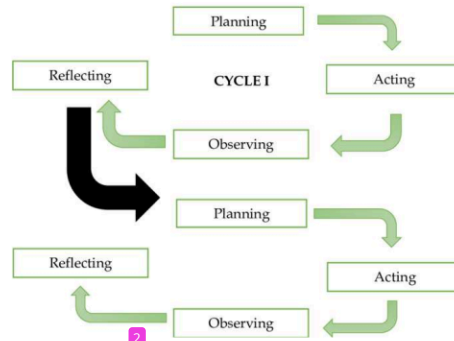 Planning
Reflecting
CYCLE I
Acting
Observing
Planning
Reflecting
Acting
Observing
2